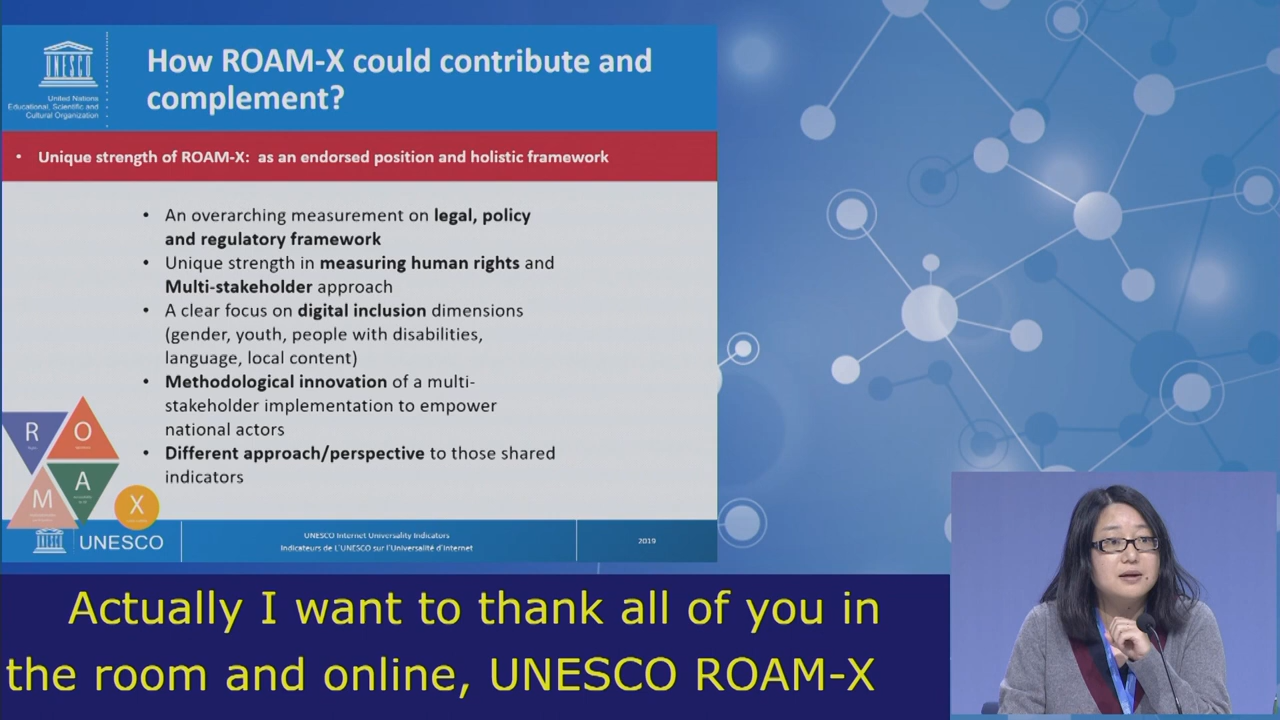 UNESCO
United Nations
Educational, Scientific and
Cultural Organization
How ROAM-X could contribute and
complement?
• Unique strength of ROAM-X: as an endorsed position and holistic framework
• An overarching measurement on legal, policy
and regulatory framework
• Unique strength in measuring human rights and
Multi-stakeholder approach
• A clear focus on digital inclusion dimensions
(gender, youth, people with disabilities,
language, local content)
• Methodological innovation of a multi-
stakeholder implementation to empower
national actors
• Different approach/perspective to those shared
indicators
R
O
M
A
X
UNESCO
UNESCO Internet Universality Indicators
Indicateurs de L'UNESCO sur l'Universalité d'Internet
2019
Actually I want to thank all of you in
the room and online, UNESCO ROAM-X